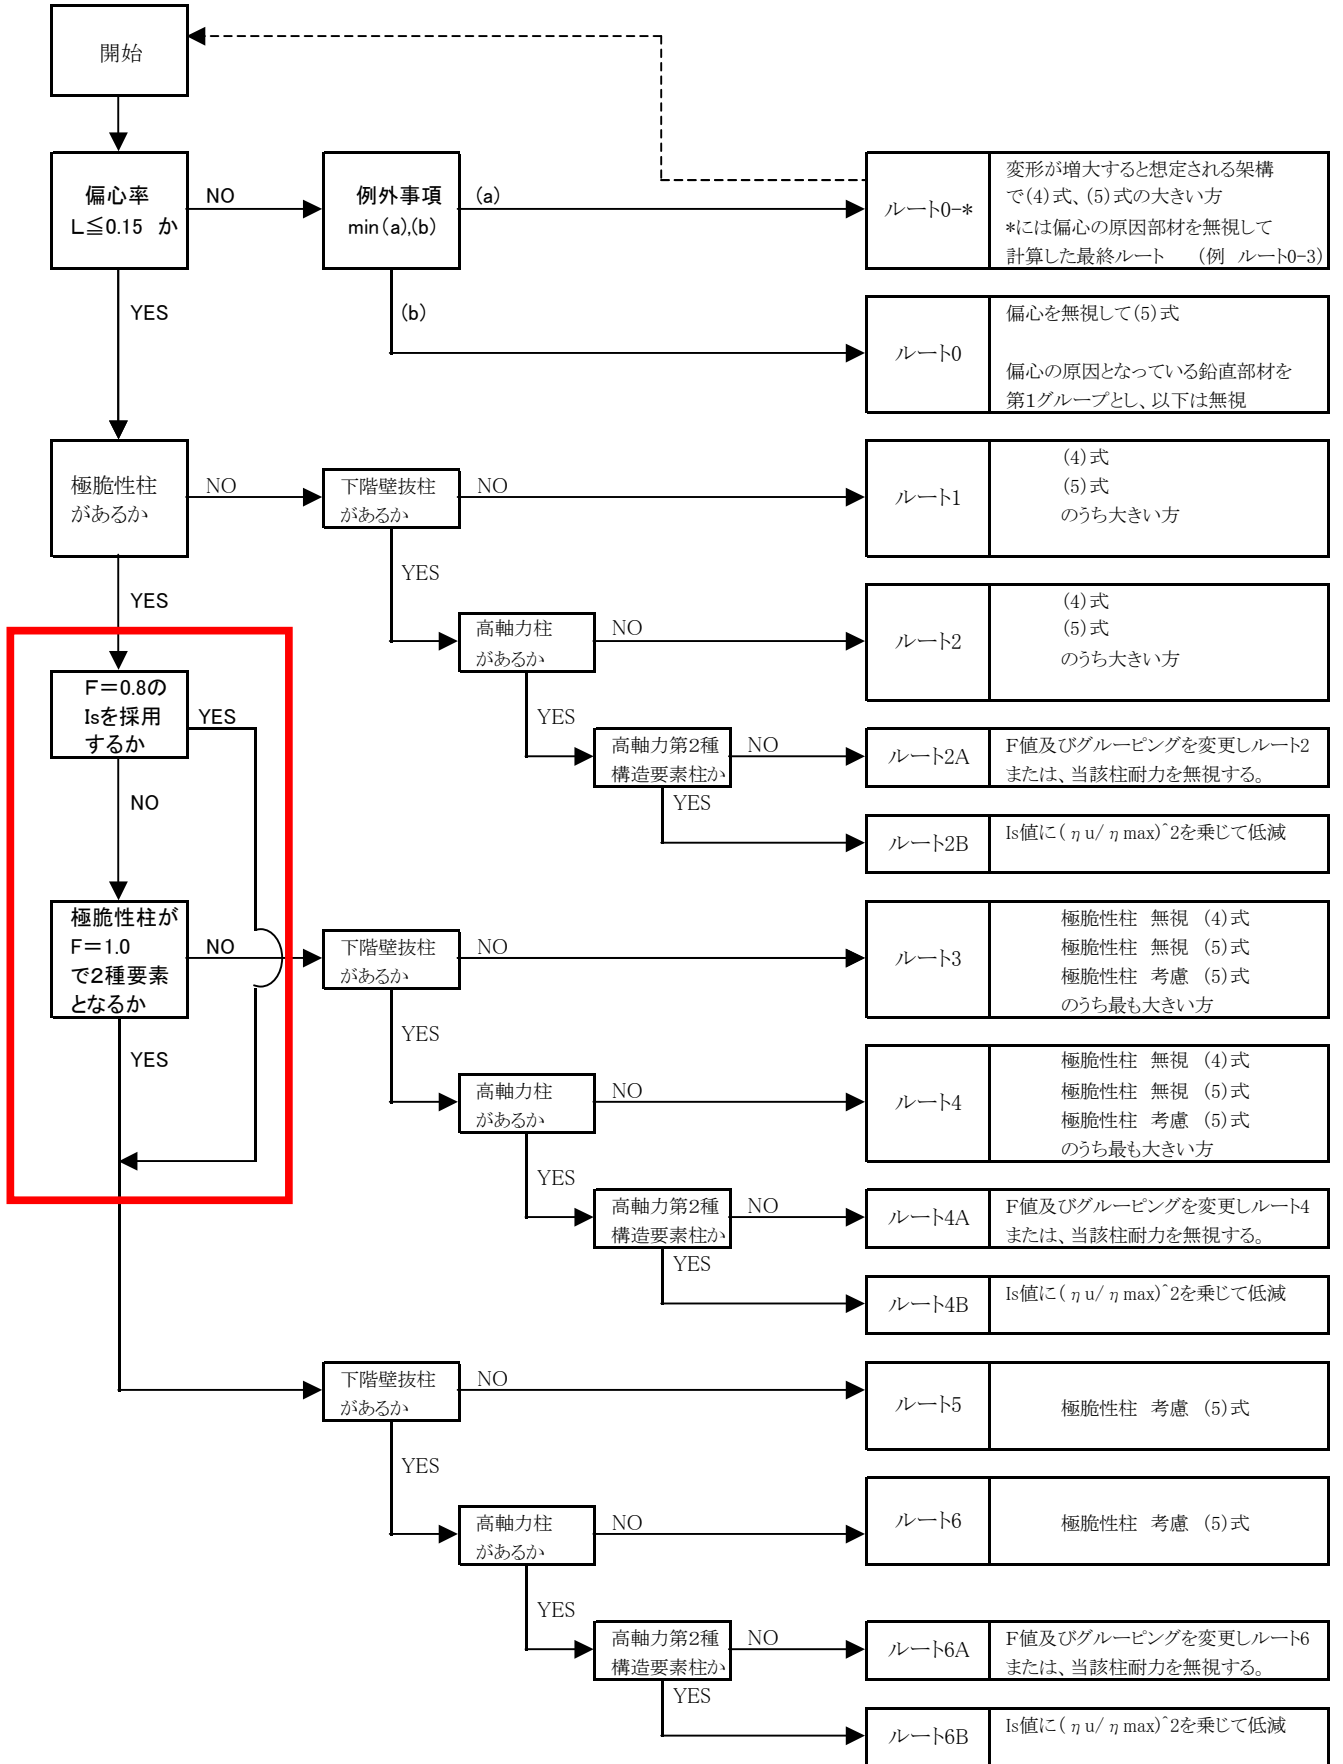 開始
偏心率
L≦0.15 か
NO
例外事項
min(a),(b)
(a)
ルート0-*
変形が増大すると想定される架構
で(4)式、(5)式の大きい方
*には偏心の原因部材を無視して
計算した最終ルート (例 ルート0-3)
YES
(b)
ルート0
偏心を無視して(5)式
偏心の原因となっている鉛直部材を
第1グループとし、以下は無視
極脆性柱
があるか
NO
下階壁抜柱
があるか
NO
ルート1
(4)式
(5)式
のうち大きい方
YES
YES
高軸力柱
があるか
NO
ルート2
(4)式
(5)式
のうち大きい方
F=0.8の
Isを採用
するか
YES
YES
高軸力第2種
構造要素柱か
NO
ルート2A
F値及びグルーピングを変更しルート2
または、当該柱耐力を無視する。
NO
YES
ルート2B
Is値に(ηu/ηmax)^2を乗じて低減
極脆性柱が
F=1.0
で2種要素
となるか
NO
下階壁抜柱
があるか
NO
ルート3
極脆性柱 無視 (4)式
極脆性柱 無視 (5)式
極脆性柱 考慮 (5)式
のうち最も大きい方
YES
YES
高軸力柱
があるか
NO
ルート4
極脆性柱 無視 (4)式
極脆性柱 無視 (5)式
極脆性柱 考慮 (5)式
のうち最も大きい方
YES
高軸力第2種
構造要素柱か
NO
ルート4A
F値及びグルーピングを変更しルート4
または、当該柱耐力を無視する。
YES
ルート4B
Is値に(ηu/ηmax)^2を乗じて低減
下階壁抜柱
があるか
NO
ルート5
極脆性柱 考慮 (5)式
YES
高軸力柱
があるか
NO
ルート6
極脆性柱 考慮 (5)式
YES
高軸力第2種
構造要素柱か
NO
ルート6A
F値及びグルーピングを変更しルート6
または、当該柱耐力を無視する。
YES
ルート6B
Is値に(ηu/ηmax)^2を乗じて低減